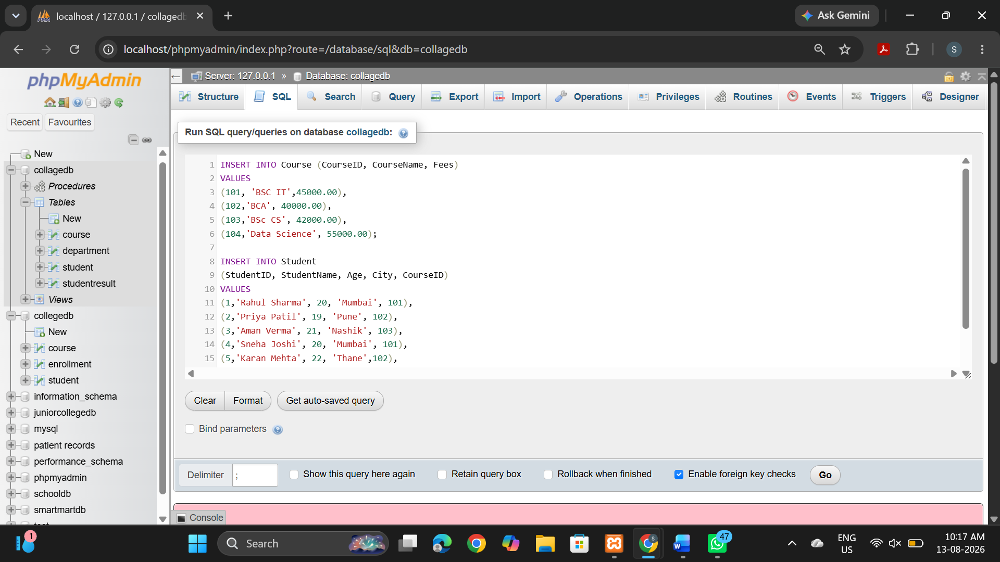 localhost / 127.0.0.1 / collagedb
Ask Gemini
localhost/phpmyadmin/index.php?route=/database/sql&db=collagedb
S
phpMyAdmin
Recent
Favourites
New
collagedb
Procedures
Tables
New
course
department
student
studentresult
Views
collegedb
New
course
enrollment
student
information_schema
juniorcollegedb
mysql
patient records
performance_schema
phpmyadmin
schooldb
smartmartdb
Server: 127.0.0.1 » Database: collagedb
Structure
SQL
Search
Query
Export
Import
Operations
Privileges
Routines
Events
Triggers
Designer
Run SQL query/queries on database collagedb:
1 INSERT INTO Course (CourseID, CourseName, Fees)
2 VALUES
3 (101, 'BSC IT',45000.00),
4 (102,'BCA', 40000.00),
5 (103,'BSc CS', 42000.00),
6 (104,'Data Science', 55000.00);
7
8 INSERT INTO Student
9 (StudentID, StudentName, Age, City, CourseID)
10 VALUES
11 (1,'Rahul Sharma', 20, 'Mumbai', 101),
12 (2,'Priya Patil', 19, 'Pune', 102),
13 (3,'Aman Verma', 21, 'Nashik', 103),
14 (4,'Sneha Joshi', 20, 'Mumbai', 101),
15 (5,'Karan Mehta', 22, 'Thane',102),
Clear
Format
Get auto-saved query
Bind parameters
Delimiter
;
Show this query here again
Retain query box
Rollback when finished
Enable foreign key checks
Go
Console
1
Search
S
47
ENG
US
10:17 AM
13-08-2026